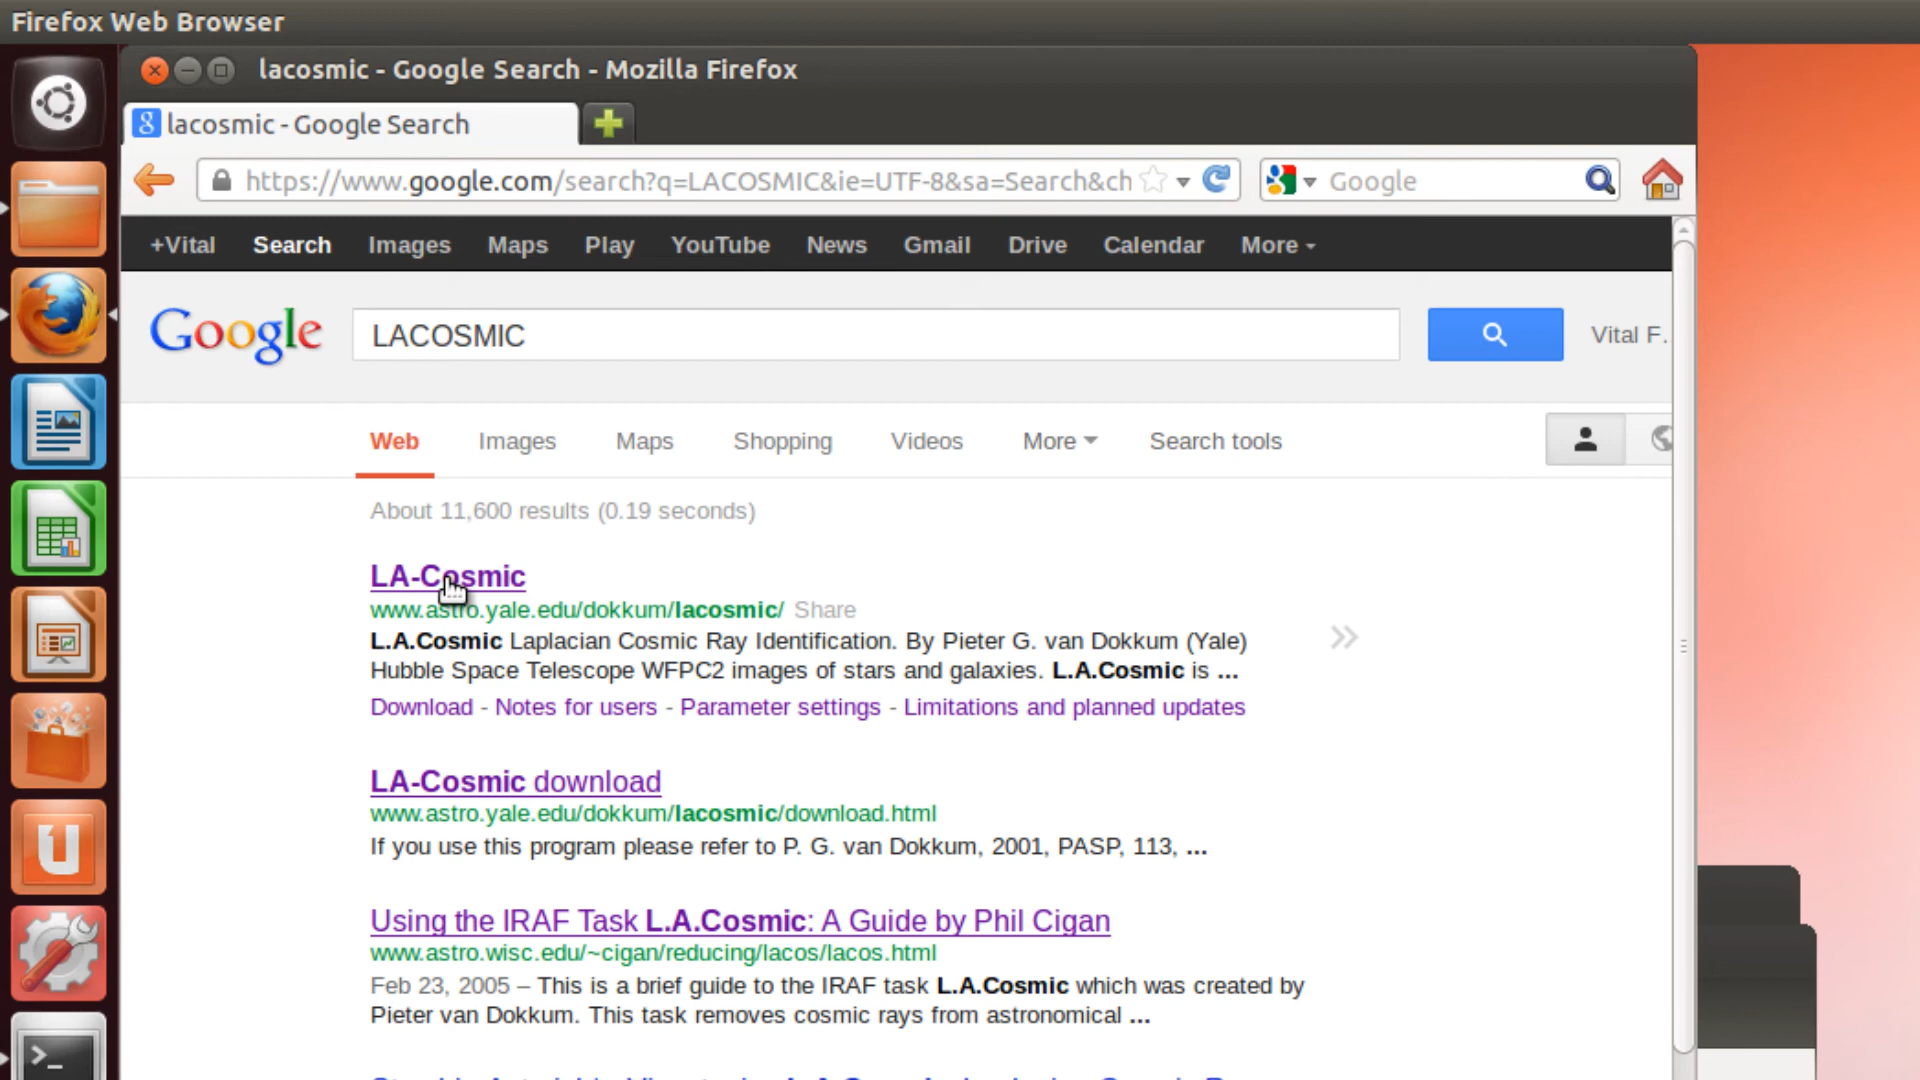 Firefox Web Browser
lacosmic - Google Search - Mozilla Firefox
lacosmic - Google Search
https://www.google.com/search?q=LACOSMIC&ie=UTF-8&sa=Search&ch
Google
+Vital Search Images Maps Play YouTube News Gmail Drive Calendar More
Google LACOSMIC Vital F...
Web Images Maps Shopping Videos More Search tools
About 11,600 results (0.19 seconds)
LA-Cosmic
www.astro.yale.edu/dokkum/lacosmic/ Share
L.A.Cosmic Laplacian Cosmic Ray Identification. By Pieter G. van Dokkum (Yale)
Hubble Space Telescope WFPC2 images of stars and galaxies. L.A.Cosmic is ...
Download - Notes for users - Parameter settings - Limitations and planned updates
LA-Cosmic download
www.astro.yale.edu/dokkum/lacosmic/download.html
If you use this program please refer to P. G. van Dokkum, 2001, PASP, 113, ...
Using the IRAF Task L.A.Cosmic: A Guide by Phil Cigan
www.astro.wisc.edu/~cigan/reducing/lacos/lacos.html
Feb 23, 2005 – This is a brief guide to the IRAF task L.A.Cosmic which was created by
Pieter van Dokkum. This task removes cosmic rays from astronomical ...